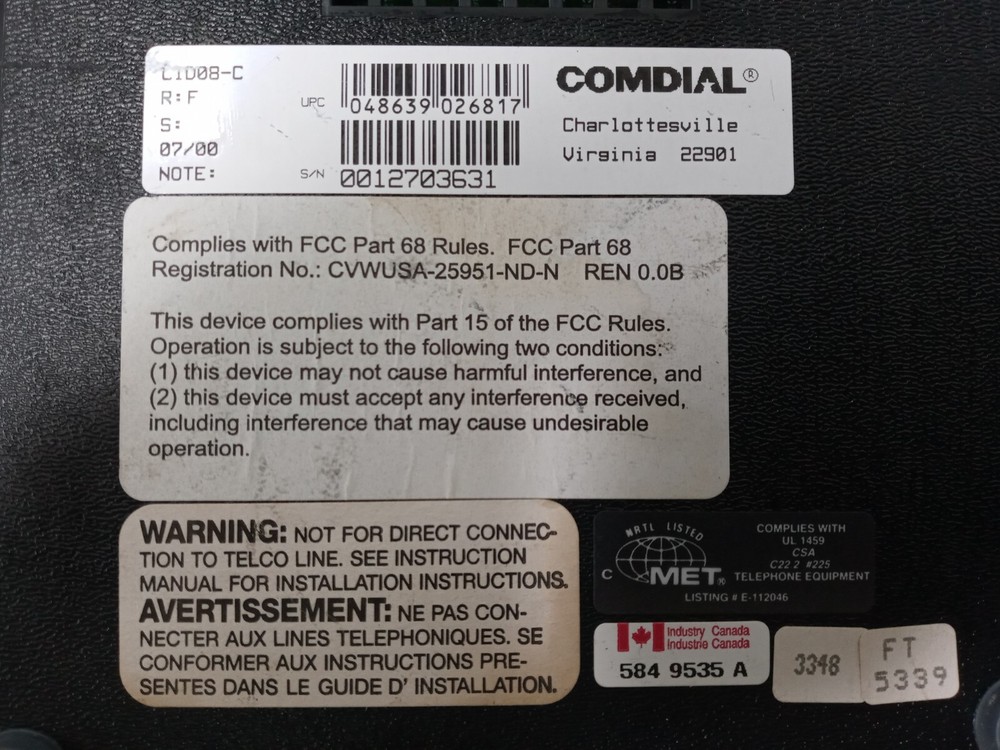 L1D08-C
R:F
S:
07/00
NOTE:
UPC
048639 026817
S/N
0012703631
COMDIAL®
Charlottesville
Virginia 22901
Complies with FCC Part 68 Rules. FCC Part 68
Registration No.: CVWUSA-25951-ND-N REN 0.0B
This device complies with Part 15 of the FCC Rules.
Operation is subject to the following two conditions:
(1) this device may not cause harmful interference, and
(2) this device must accept any interference received,
including interference that may cause undesirable
operation.
WARNING: NOT FOR DIRECT CONNEC-
TION TO TELCO LINE. SEE INSTRUCTION
MANUAL FOR INSTALLATION INSTRUCTIONS.
AVERTISSEMENT: NE PAS CON-
NECTER AUX LINES TELEPHONIQUES. SE
CONFORMER AUX INSTRUCTIONS PRE-
SENTES DANS LE GUIDE D' INSTALLATION.
NRTL LISTED
C MET®
COMPLIES WITH
UL 1459
CSA
C22 2 #225
TELEPHONE EQUIPMENT
LISTING # E-112046
Industry Canada
Industrie Canada
584 9535 A
3348
FT
5339